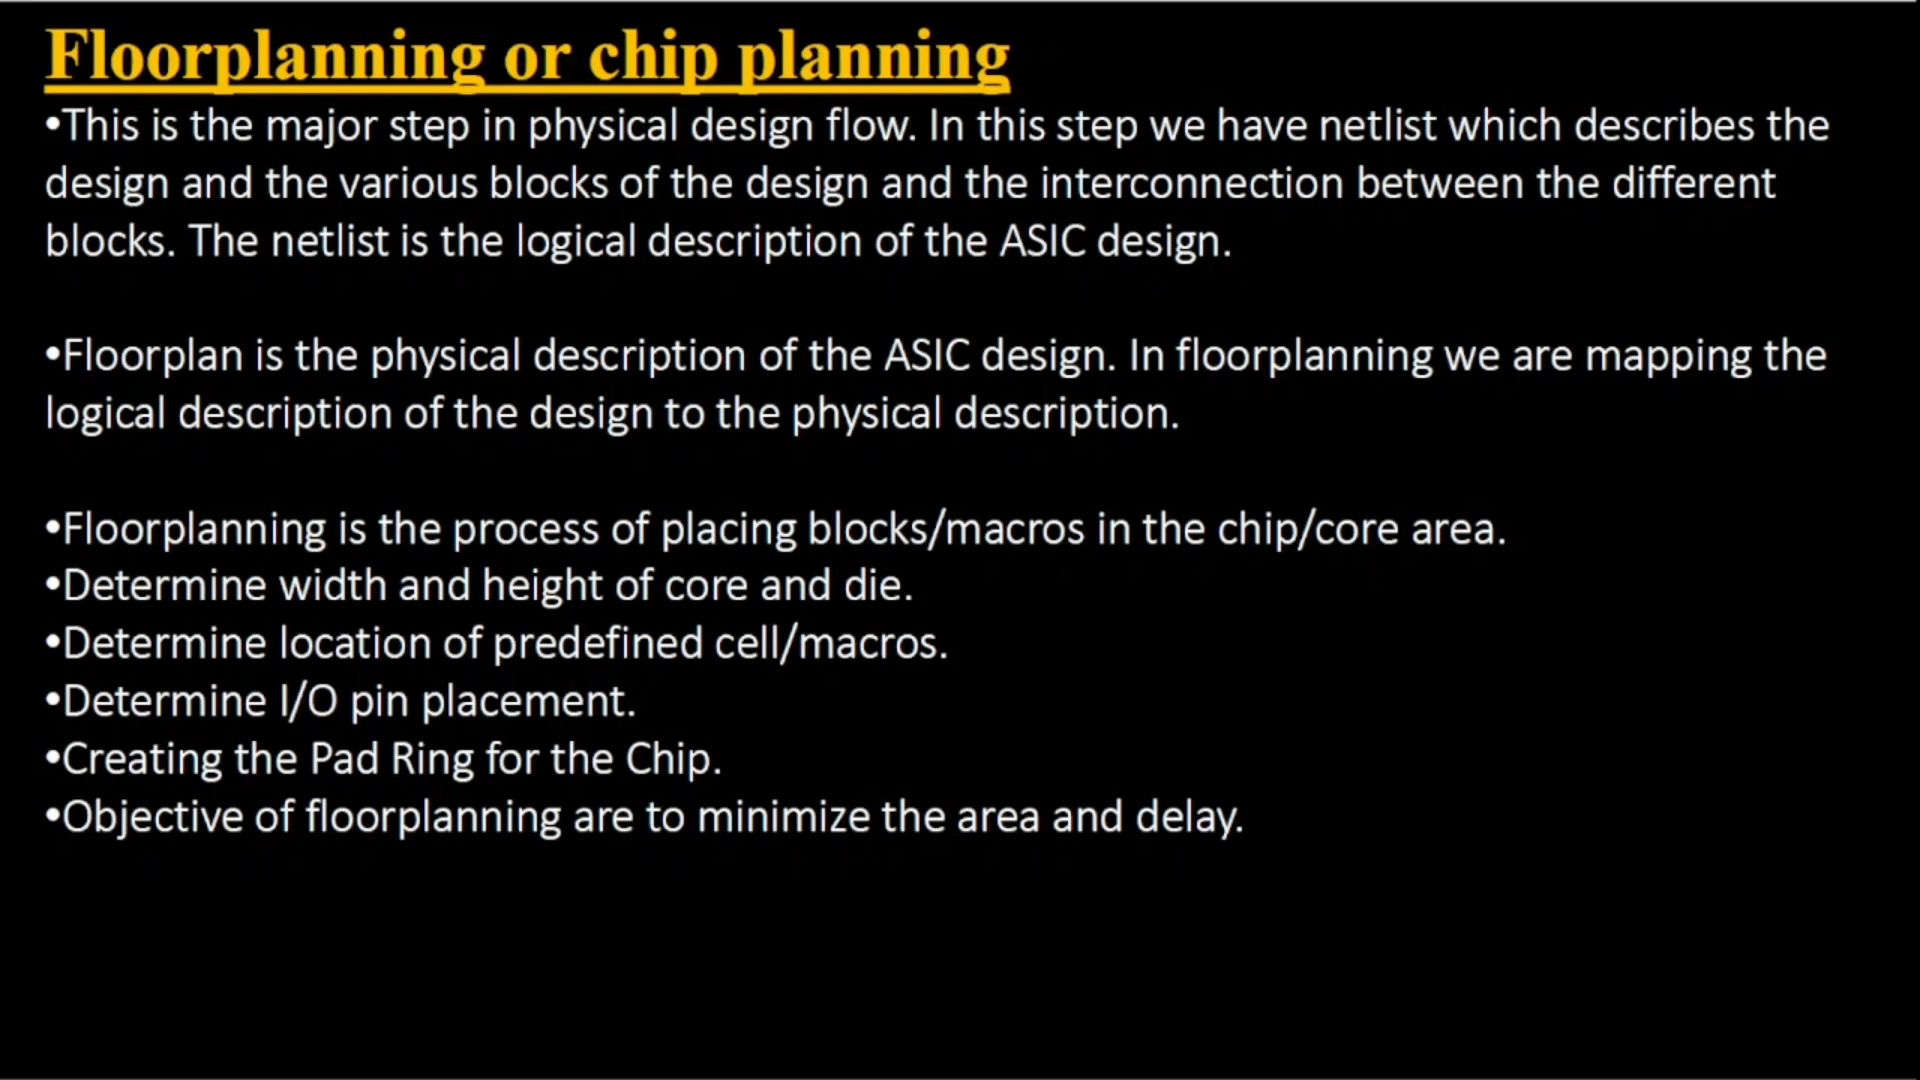 Floorplanning or chip planning
•This is the major step in physical design flow. In this step we have netlist which describes the
design and the various blocks of the design and the interconnection between the different
blocks. The netlist is the logical description of the ASIC design.
•Floorplan is the physical description of the ASIC design. In floorplanning we are mapping the
logical description of the design to the physical description.
•Floorplanning is the process of placing blocks/macros in the chip/core area.
•Determine width and height of core and die.
•Determine location of predefined cell/macros.
•Determine I/O pin placement.
•Creating the Pad Ring for the Chip.
•Objective of floorplanning are to minimize the area and delay.